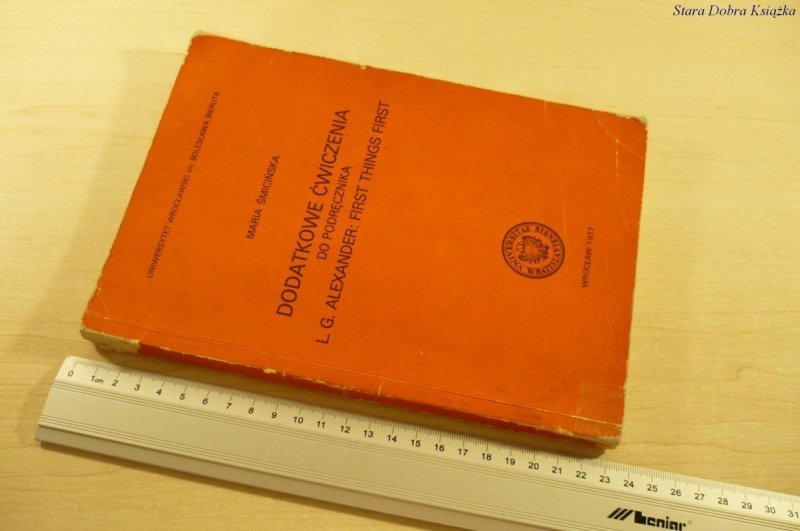 Stara Dobra Książka
UNIWERSYTET WROCŁAWSKI im. BOLESŁAWA BIERUTA
MARIA ŚMICIŃSKA
DODATKOWE ĆWICZENIA
DO PODRĘCZNIKA
L. G. ALEXANDER: FIRST THINGS FIRST
WROCŁAW 1977
0 1cm 2 3 4 5 6 7 8 9 10 11 12 13 14 15 16 17 18 19 20 21 22 23 24 25 26 27 28 29 30 31
Leniar